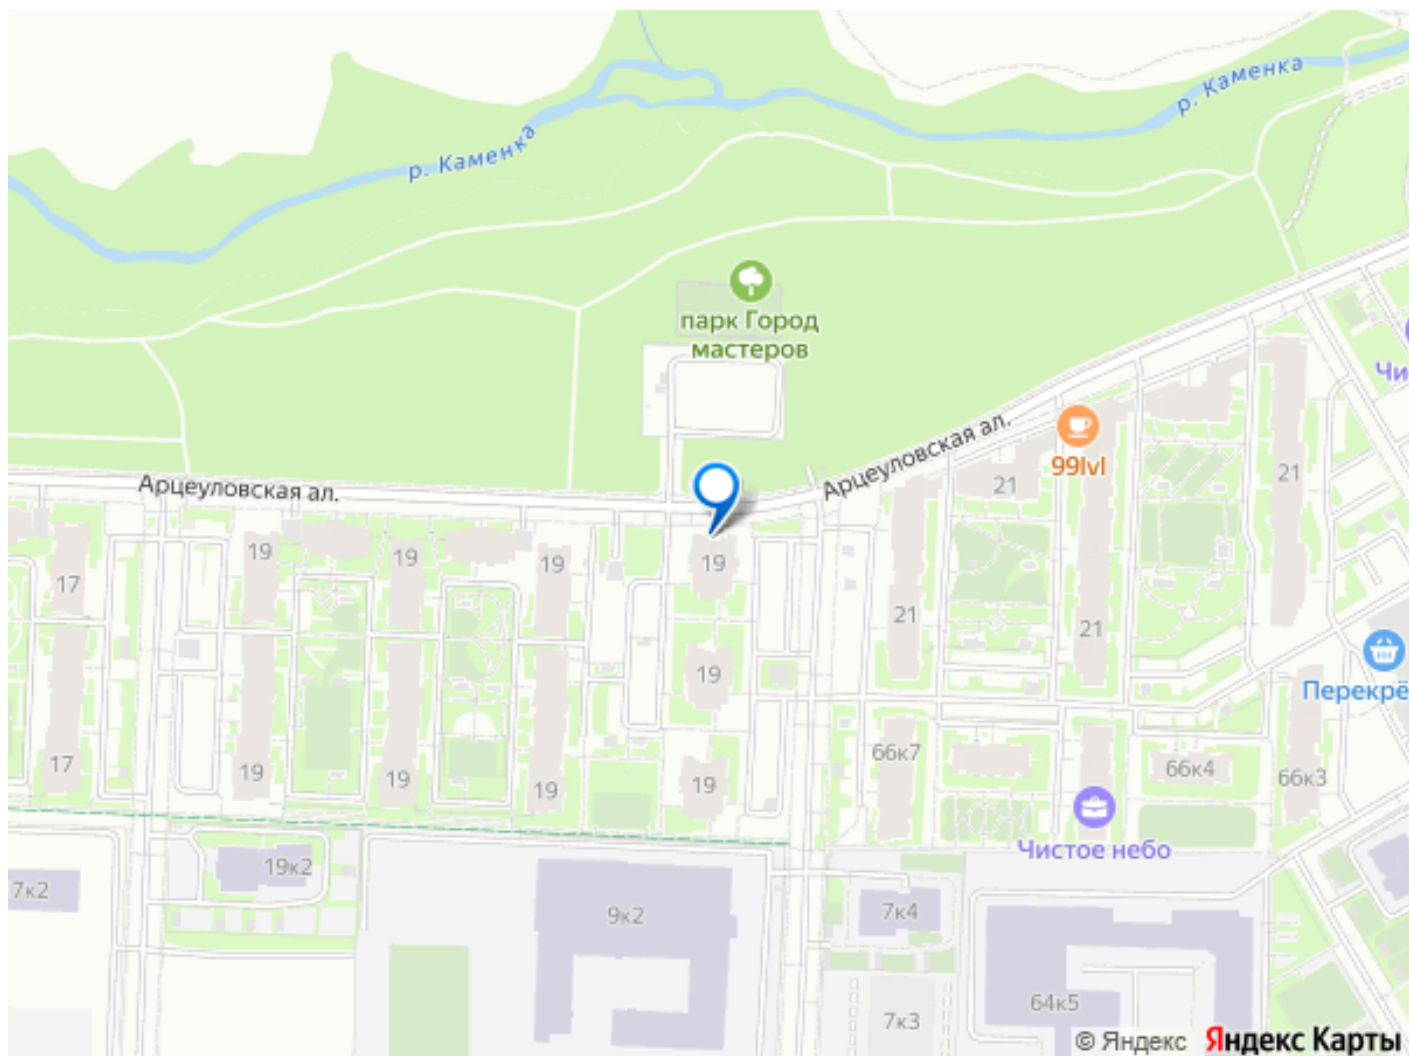 р. Каменка
р. Каменка
парк Город
мастеров
Чи
Арцеуловская ал.
99lvl
21
21
Арцеуловская ал.
19
19
19
19
17
21
21
19
Перекрё
17
19
19
19
19
66к7
66к4
66к3
Чистое небо
19к2
7к2
9к2
7к4
64к5
7к3
© Яндекс
Яндекс Карты